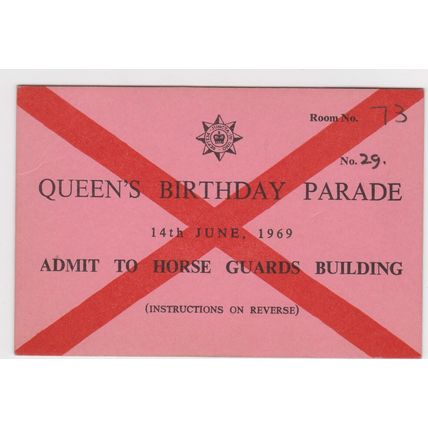 Room No. 73
No. 29.
QUEEN'S BIRTHDAY PARADE
14th JUNE, 1969
ADMIT TO HORSE GUARDS BUILDING
(INSTRUCTIONS ON REVERSE)